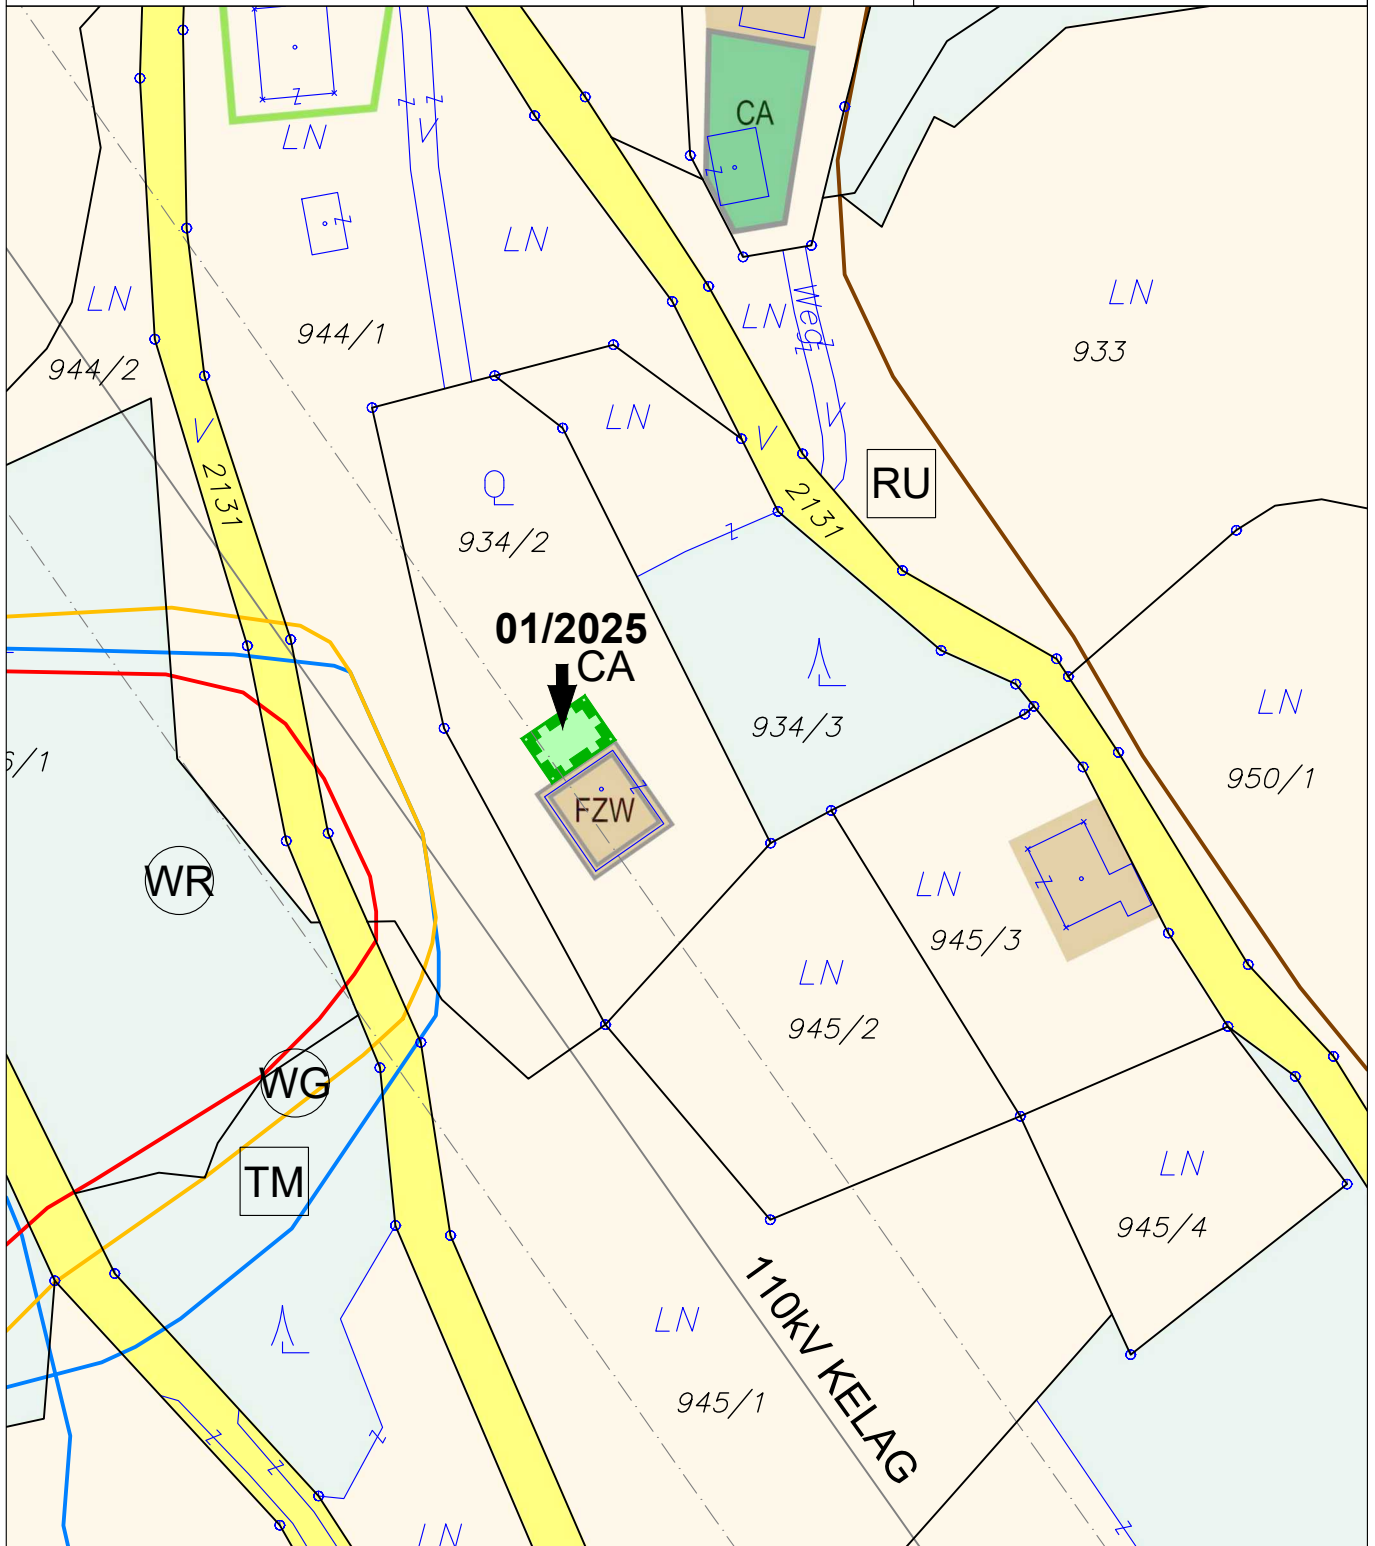 CA
Z
Z
Z
V
LN
Z
Z
LN
LN
LN
933
LN
Weg
LN
944/1
Z
944/2
LN
V
V
V
RU
Q
2131
2131
934/2
Z
01/2025
CA
LN
934/3
6/1
950/1
Z
FZW
WR
LN
Z
945/3
LN
945/2
WG
TM
LN
945/4
110kV KELAG
LN
945/1
Z
Z
Z
LN
Z